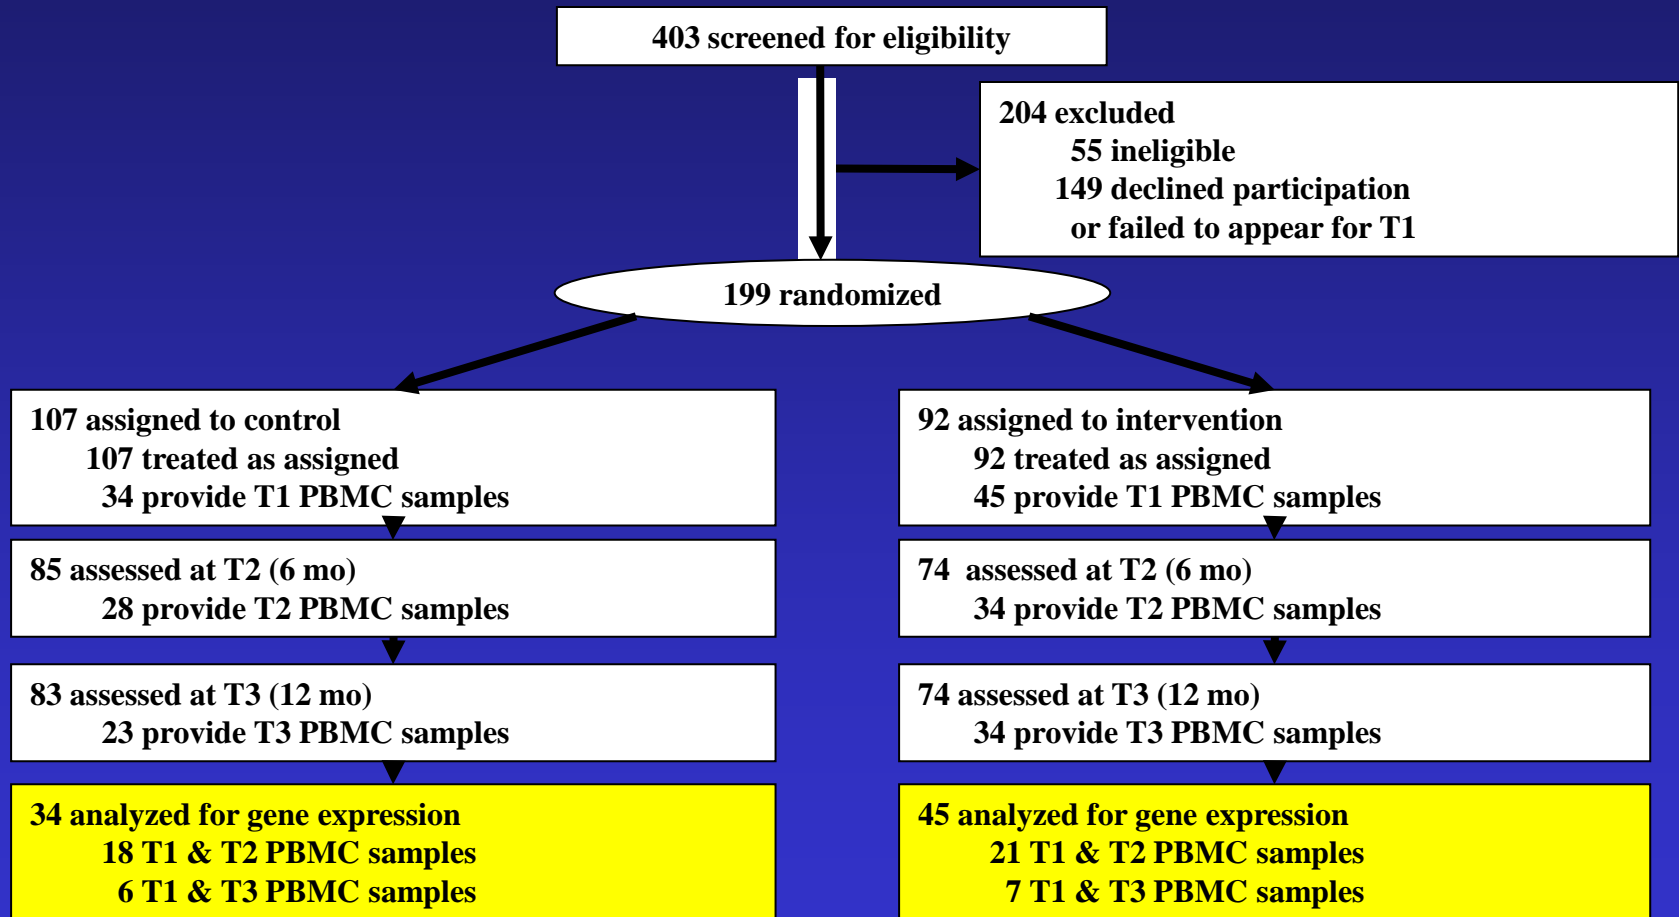 403 screened for eligibility
204 excluded
55 ineligible
149 declined participation
or failed to appear for T1
199 randomized
107 assigned to control
107 treated as assigned
34 provide T1 PBMC samples
85 assessed at T2 (6 mo)
28 provide T2 PBMC samples
83 assessed at T3 (12 mo)
23 provide T3 PBMC samples
34 analyzed for gene expression
18 T1 & T2 PBMC samples
6 T1 & T3 PBMC samples
92 assigned to intervention
92 treated as assigned
45 provide T1 PBMC samples
74 assessed at T2 (6 mo)
34 provide T2 PBMC samples
74 assessed at T3 (12 mo)
34 provide T3 PBMC samples
45 analyzed for gene expression
21 T1 & T2 PBMC samples
7 T1 & T3 PBMC samples